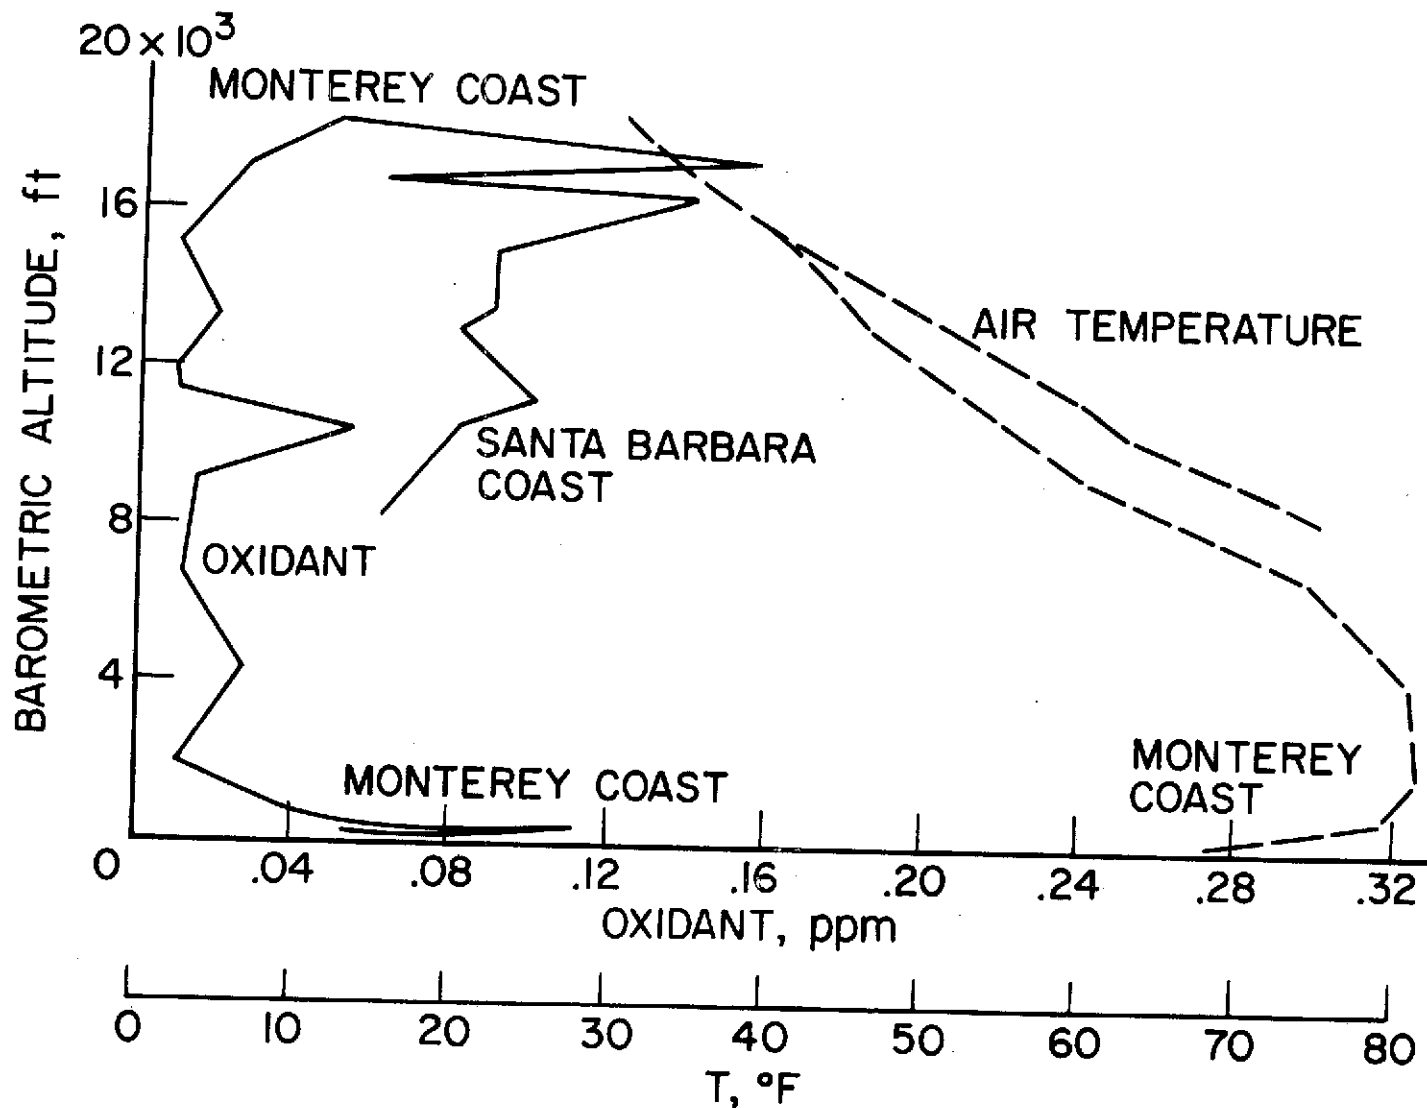 20 × 10³
MONTEREY COAST
16
12
8
4
0
BAROMETRIC ALTITUDE, ft
AIR TEMPERATURE
SANTA BARBARA
COAST
OXIDANT
MONTEREY COAST
MONTEREY
COAST
.04 .08 .12 .16 .20 .24 .28 .32
OXIDANT, ppm
0 10 20 30 40 50 60 70 80
T, °F